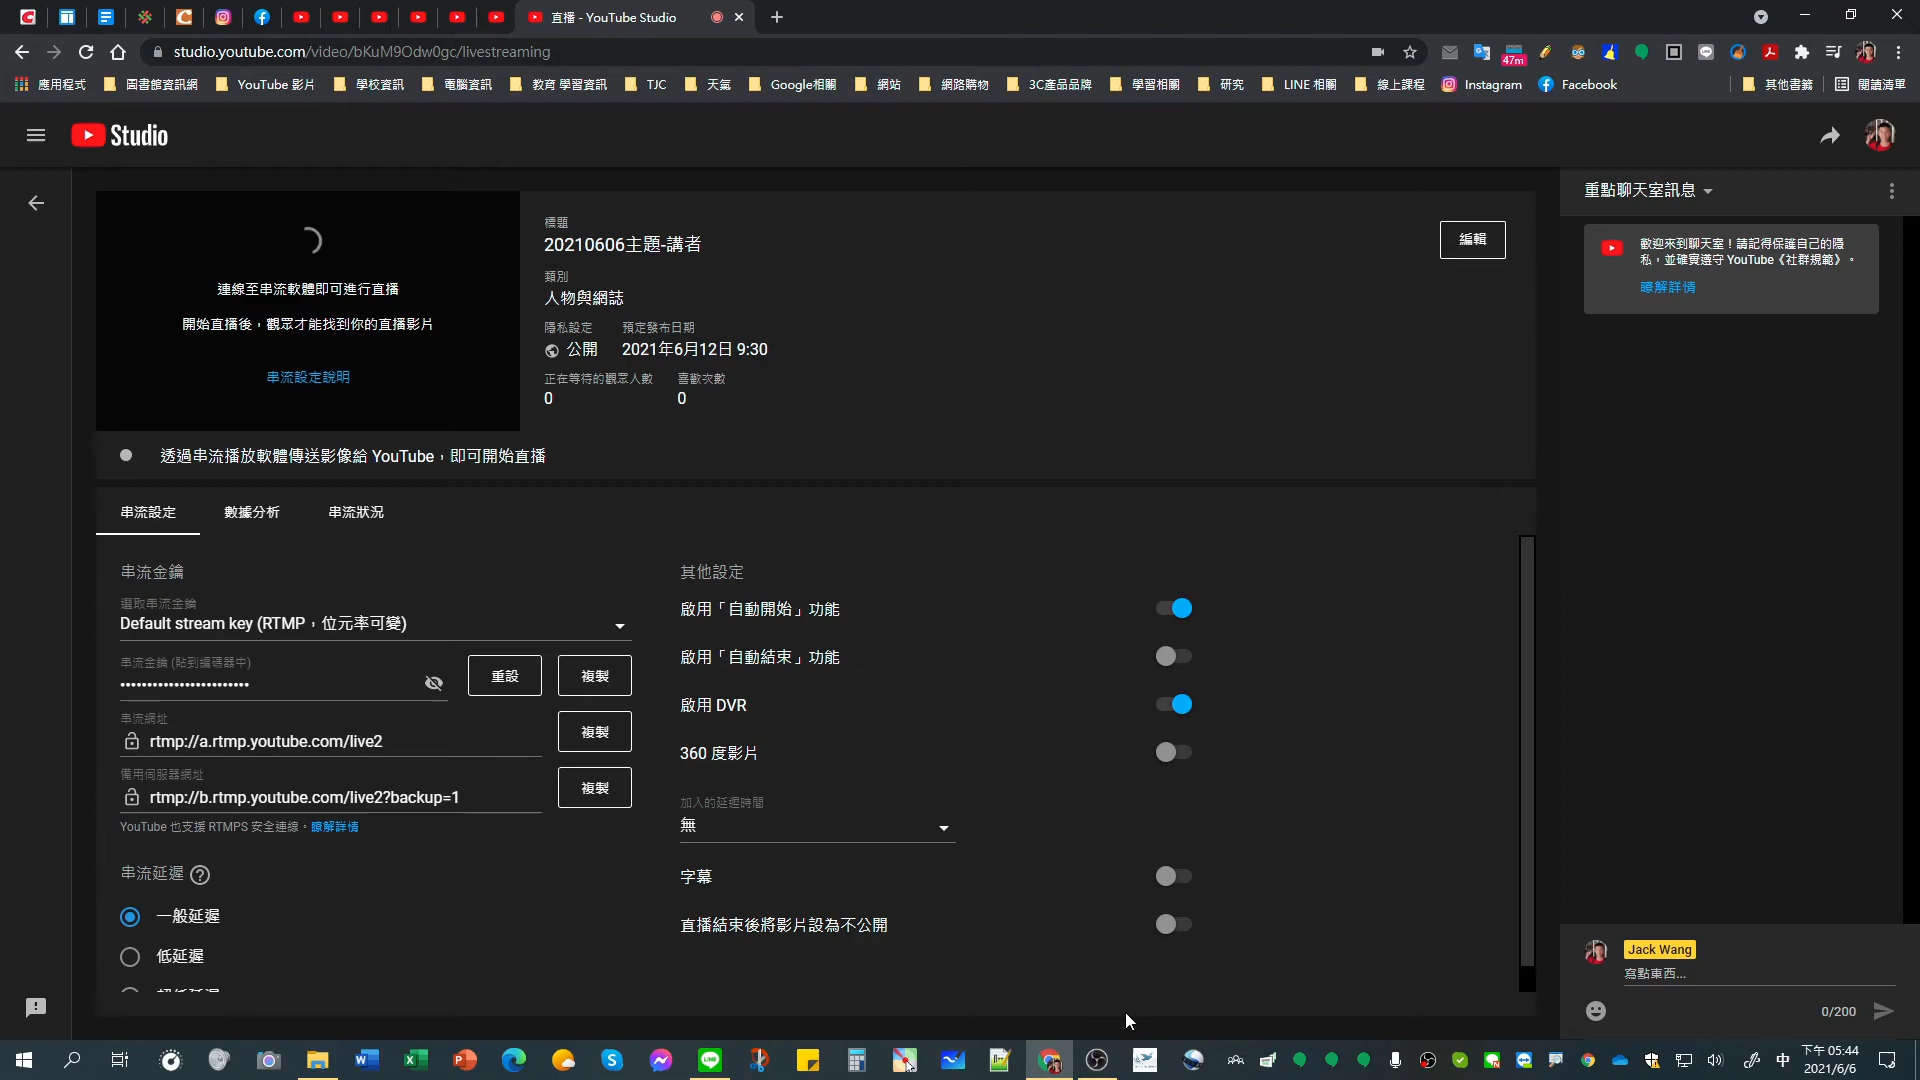 直播 - YouTube Studio
studio.youtube.com/video/bKuM9Odw0gc/livestreaming
47m
應用程式
圖書館資訊網
YouTube 影片
學校資訊
電腦資訊
教育 學習資訊
TJC
天氣
Google相關
網站
網路購物
3C產品品牌
學習相關
研究
LINE 相關
線上課程
Instagram
Facebook
其他書籤
閱讀清單
Studio
連線至串流軟體即可進行直播
開始直播後，觀眾才能找到你的直播影片
串流設定說明
標題
20210606主題-講者
編輯
類別
人物與網誌
隱私設定
預定發布日期
公開
2021年6月12日 9:30
正在等待的觀眾人數
喜歡次數
0
0
透過串流播放軟體傳送影像給 YouTube，即可開始直播
串流設定
數據分析
串流狀況
串流金鑰
選取串流金鑰
Default stream key (RTMP，位元率可變)
串流金鑰 (貼到編碼器中)
••••••••••••••••••••••••
重設
複製
串流網址
rtmp://a.rtmp.youtube.com/live2
複製
備用伺服器網址
rtmp://b.rtmp.youtube.com/live2?backup=1
複製
YouTube 也支援 RTMPS 安全連線。瞭解詳情
串流延遲
一般延遲
低延遲
其他設定
啟用「自動開始」功能
啟用「自動結束」功能
啟用 DVR
360 度影片
加入的延遲時間
無
字幕
直播結束後將影片設為不公開
重點聊天室訊息
歡迎來到聊天室！請記得保護自己的隱
私，並確實遵守 YouTube《社群規範》。
瞭解詳情
Jack Wang
寫點東西...
0/200
中
下午 05:44
2021/6/6